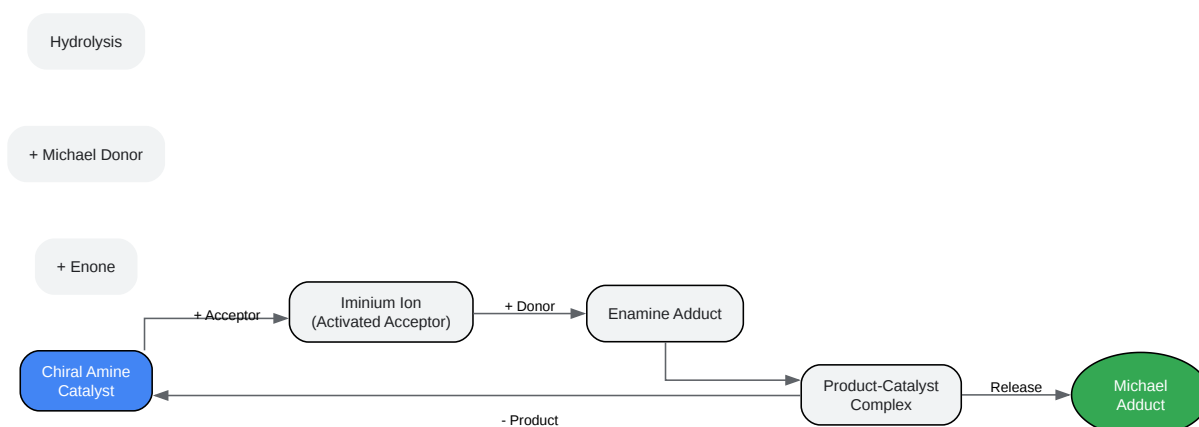 Hydrolysis
+ Michael Donor
+ Enone
+ Acceptor
Iminium Ion
(Activated Acceptor)
+ Donor
Enamine Adduct
Chiral Amine
Catalyst
- Product
Product-Catalyst
Complex
Release
Michael
Adduct